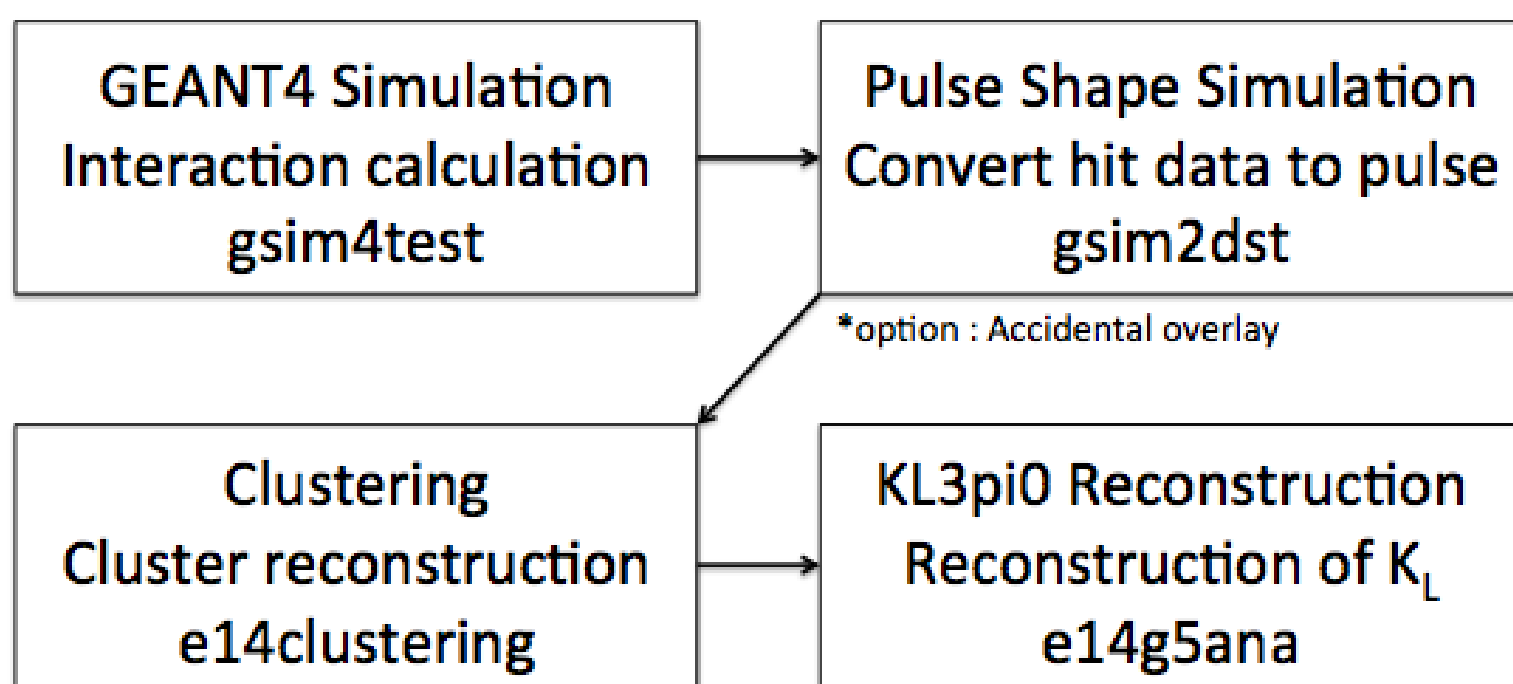 GEANT4 Simulation
Interaction calculation
gsim4test
Pulse Shape Simulation
Convert hit data to pulse
gsim2dst
*option : Accidental overlay
Clustering
Cluster reconstruction
e14clustering
KL3pi0 Reconstruction
Reconstruction of K_L
e14g5ana